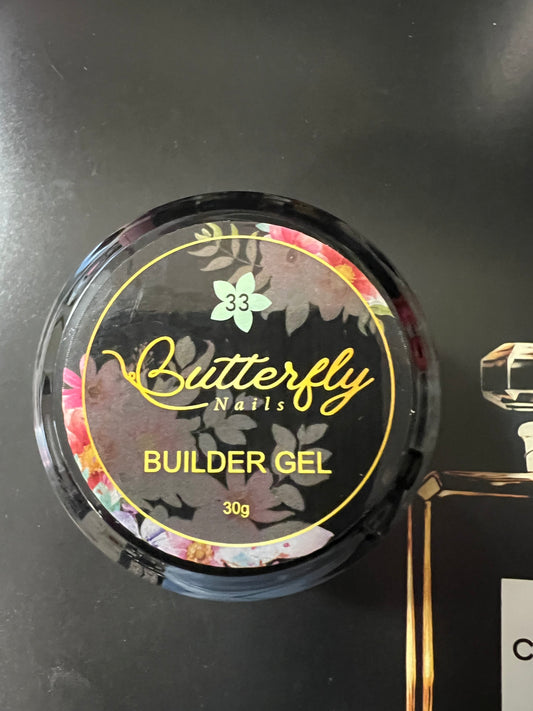 33
Butterfly
Nails
BUILDER GEL
30g
C